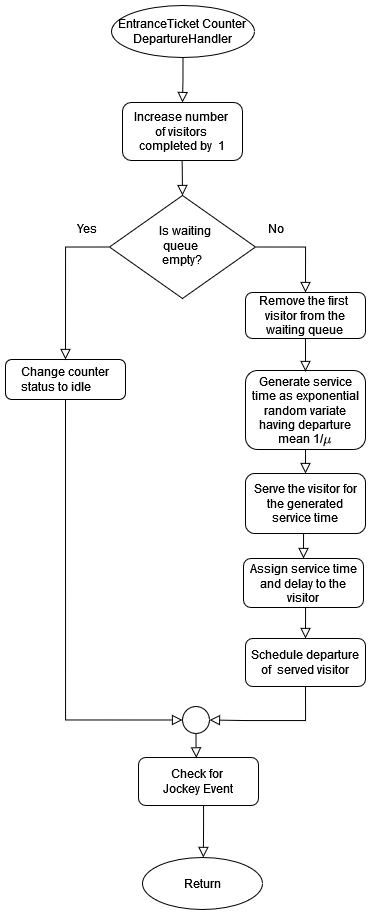 EntranceTicket Counter
DepartureHandler
Increase number
of visitors
completed by 1
Is waiting
queue
empty?
Yes
No
Remove the first
visitor from the
waiting queue
Change counter
status to idle
Generate service
time as exponential
random variate
having departure
mean 1/μ
Serve the visitor for
the generated
service time
Assign service time
and delay to the
visitor
Schedule departure
of served visitor
Check for
Jockey Event
Return